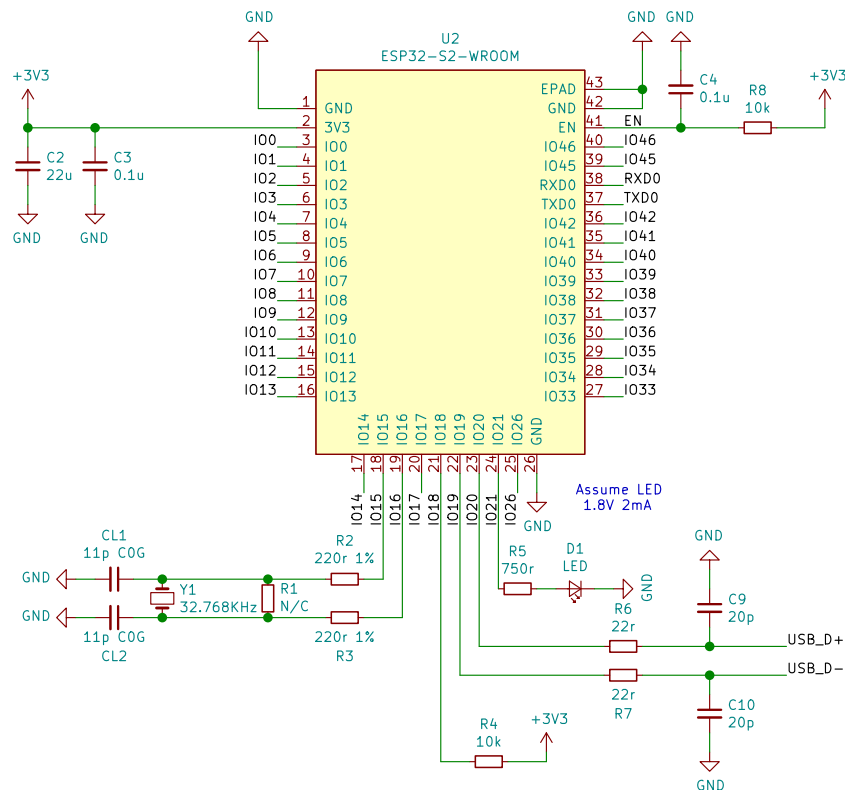 GND
GND
GND
U2
ESP32-S2-WROOM
+3V3
+3V3
C4
0.1u
R8
10k
EPAD
43
1
GND
GND
42
2
3V3
EN
41
EN
C2
22u
C3
0.1u
GND
GND
IO0
3
IO0
IO46
40
IO46
IO1
4
IO1
IO45
39
IO45
IO2
5
IO2
RXD0
38
RXD0
IO3
6
IO3
TXD0
37
TXD0
IO4
7
IO4
IO42
36
IO42
IO5
8
IO5
IO41
35
IO41
IO6
9
IO6
IO40
34
IO40
IO7
10
IO7
IO39
33
IO39
IO8
11
IO8
IO38
32
IO38
IO9
12
IO9
IO37
31
IO37
IO10
13
IO10
IO36
30
IO36
IO11
14
IO11
IO35
29
IO35
IO12
15
IO12
IO34
28
IO34
IO13
16
IO13
IO33
27
IO33
IO14
IO15
IO16
IO17
IO18
IO19
IO20
IO21
IO26
GND
17
18
19
20
21
22
23
24
25
26
IO14
IO15
IO16
IO17
IO18
IO19
IO20
IO21
IO26
GND
Assume LED
1.8V 2mA
CL1
11p C0G
GND
R2
220r 1%
Y1
32.768KHz
R1
N/C
GND
11p C0G
CL2
220r 1%
R3
R5
750r
D1
LED
GND
GND
R6
22r
C9
20p
USB_D+
USB_D-
22r
R7
C10
20p
GND
R4
10k
+3V3